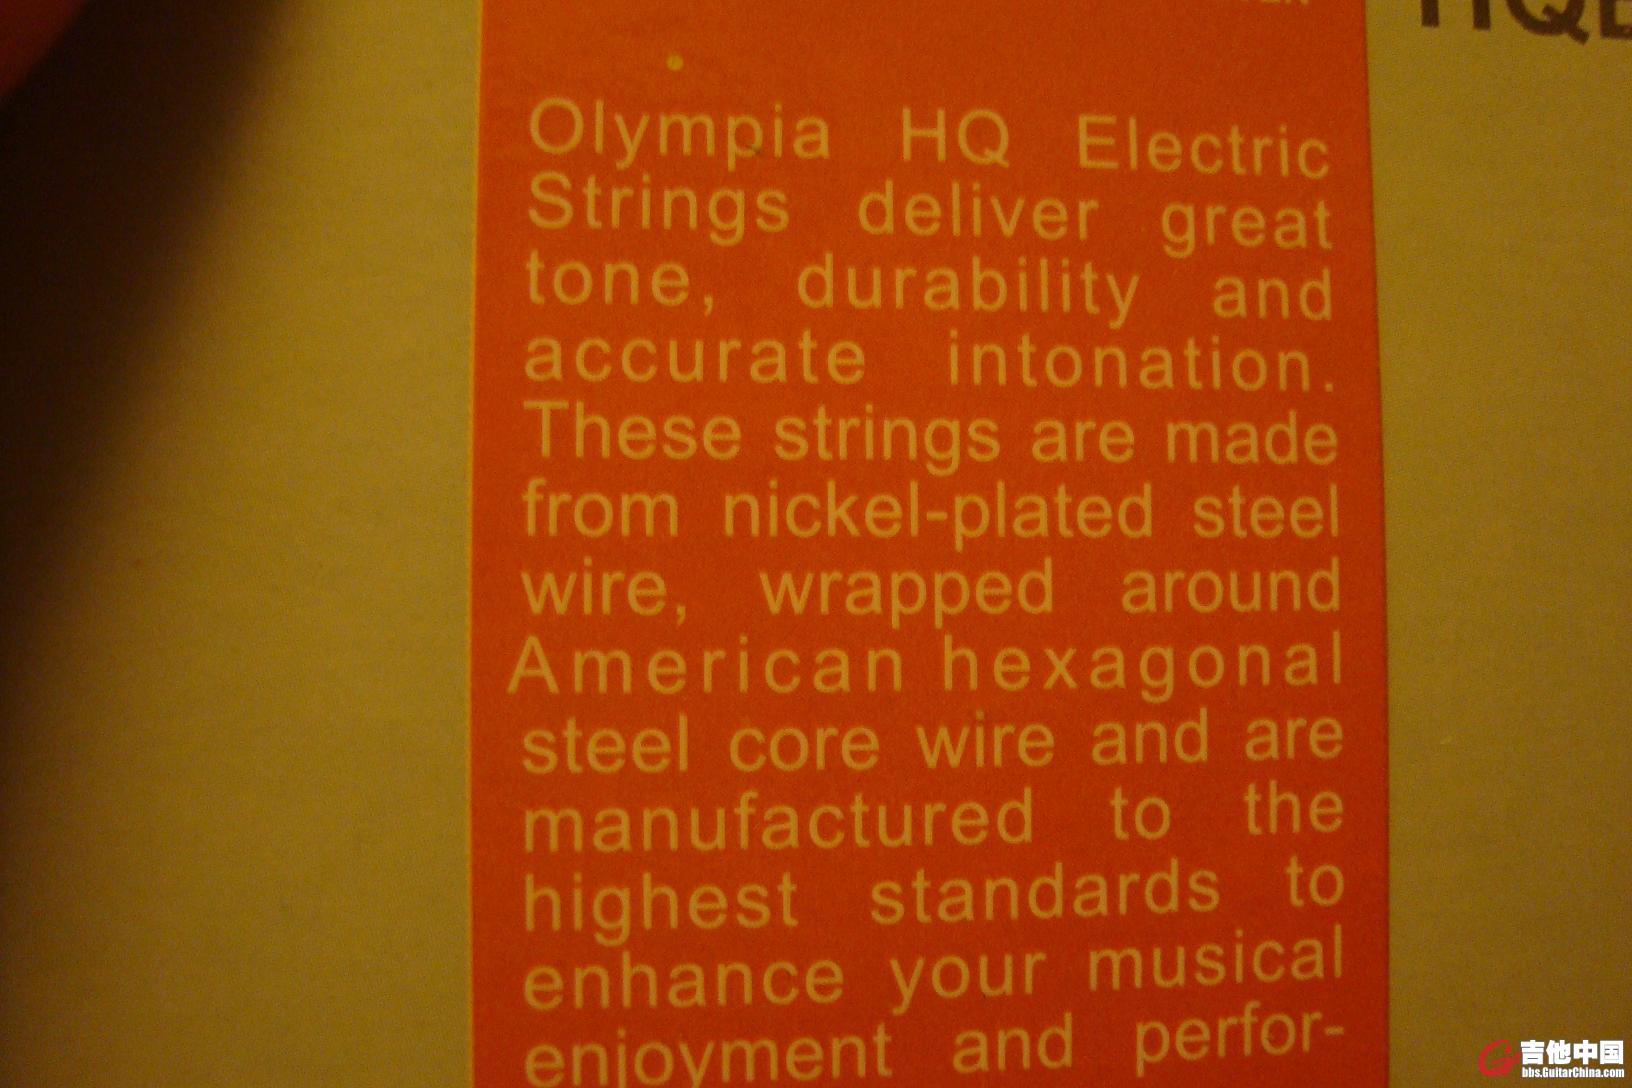 Olympia HQ Electric
Strings deliver great
tone, durability and
accurate intonation.
These strings are made
from nickel-plated steel
wire, wrapped around
American hexagonal
steel core wire and are
manufactured to the
highest standards to
enhance your musical
enjoyment and perfor-
吉他中国
bbs.GuitarChina.com